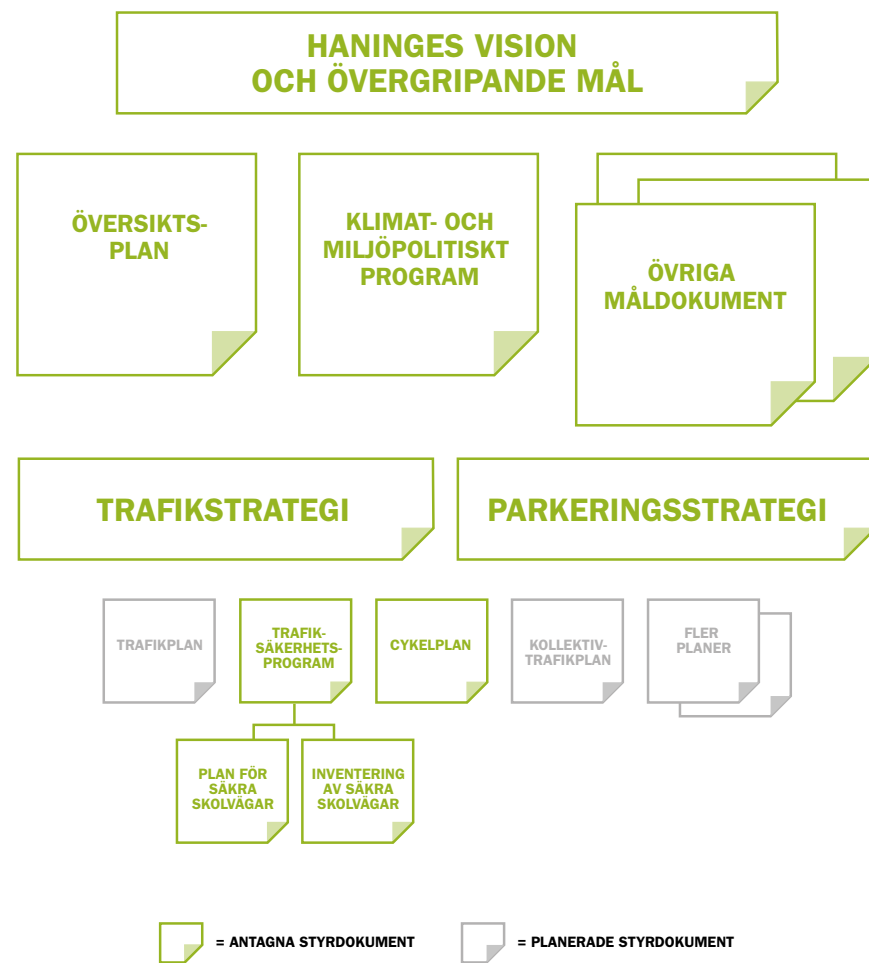 HANINGES VISION
OCH ÖVERGRIPANDE MÅL
ÖVERSIKTS-
PLAN
KLIMAT- OCH
MILJÖPOLITISKT
PROGRAM
ÖVRIGA
MÅLDOKUMENT
TRAFIKSTRATEGI
PARKERINGSSTRATEGI
TRAFIKPLAN
TRAFIK-
SÄKERHETS-
PROGRAM
CYKELPLAN
KOLLEKTIV-
TRAFIKPLAN
FLER
PLANER
PLAN FÖR
SÄKRA
SKOLVÄGAR
INVENTERING
AV SÄKRA
SKOLVÄGAR
= ANTAGNA STYRDOKUMENT
= PLANERADE STYRDOKUMENT